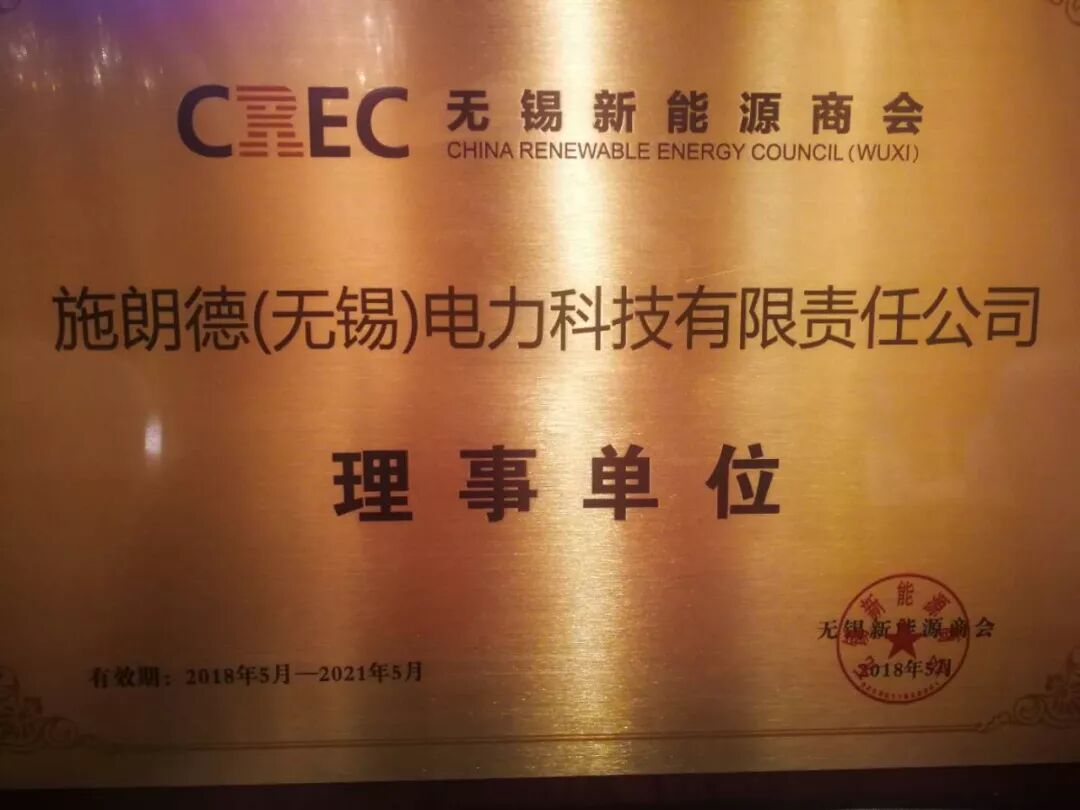 CREC 无锡新能源商会
CHINA RENEWABLE ENERGY COUNCIL (WUXI)
施朗德(无锡)电力科技有限责任公司
理事单位
无锡新能源商会
有效期：2018年5月—2021年5月
2018年5月